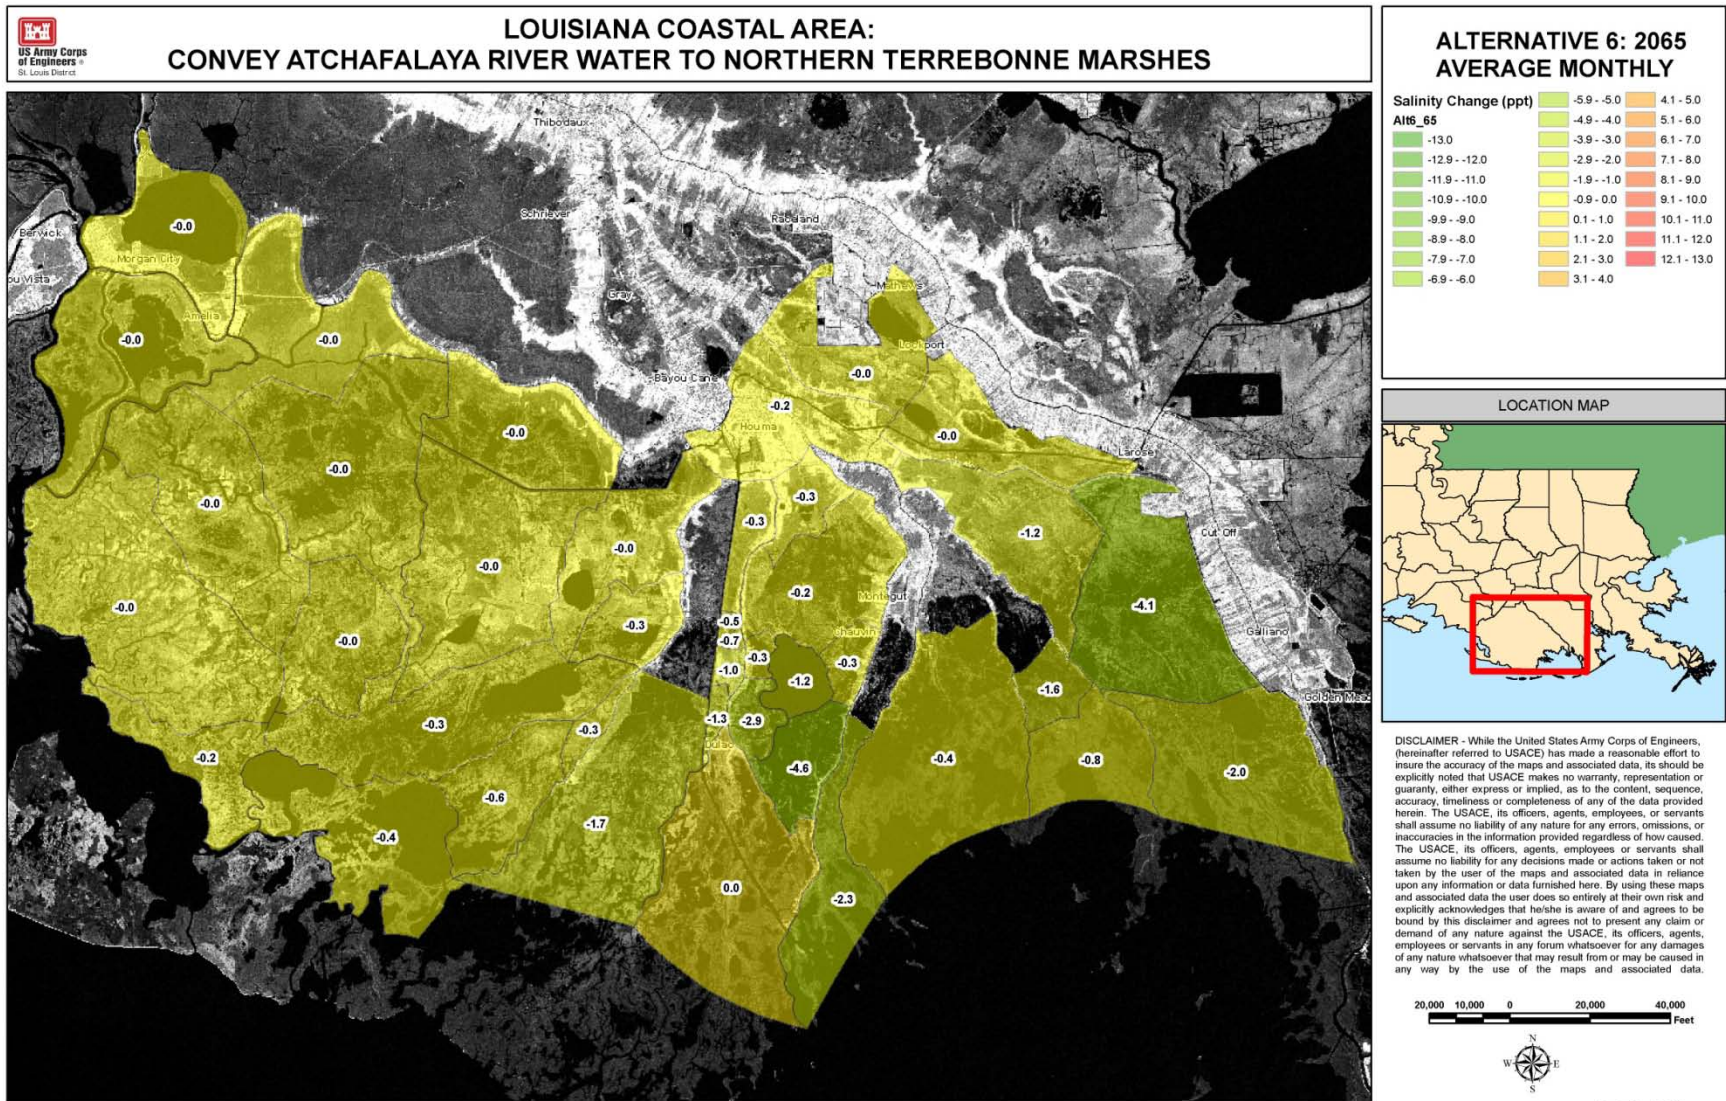 US Army Corps
of Engineers ®
St. Louis District
LOUISIANA COASTAL AREA:
CONVEY ATCHAFALAYA RIVER WATER TO NORTHERN TERREBONNE MARSHES
ALTERNATIVE 6: 2065
AVERAGE MONTHLY
Salinity Change (ppt)
Alt6_65
-13.0
-12.9 - -12.0
-11.9 - -11.0
-10.9 - -10.0
-9.9 - -9.0
-8.9 - -8.0
-7.9 - -7.0
-6.9 - -6.0
-5.9 - -5.0
-4.9 - -4.0
-3.9 - -3.0
-2.9 - -2.0
-1.9 - -1.0
-0.9 - 0.0
0.1 - 1.0
1.1 - 2.0
2.1 - 3.0
3.1 - 4.0
4.1 - 5.0
5.1 - 6.0
6.1 - 7.0
7.1 - 8.0
8.1 - 9.0
9.1 - 10.0
10.1 - 11.0
11.1 - 12.0
12.1 - 13.0
Thibodaux
Schriever
Raceland
-0.0
Berwick
Morgan City
ou Vista
Mathews
Gray
Amelia
-0.0
-0.0
Lockport
-0.0
Bayou Cane
-0.2
Houma
-0.0
-0.0
Larose
-0.0
-0.0
-0.3
-0.3
-1.2
Cut Off
-0.0
-0.0
-0.2
Montegut
-4.1
-0.0
-0.5
-0.3
Chauvin
Galliano
-0.0
-0.7
-0.3
-0.3
-1.0
-1.2
-1.6
Golden Mead
-0.3
-0.3
-1.3
-2.9
Dulac
-0.2
-4.6
-0.4
-0.8
-2.0
-0.6
-1.7
-0.4
0.0
-2.3
LOCATION MAP
DISCLAIMER - While the United States Army Corps of Engineers,
(hereinafter referred to USACE) has made a reasonable effort to
insure the accuracy of the maps and associated data, its should be
explicitly noted that USACE makes no warranty, representation or
guaranty, either express or implied, as to the content, sequence,
accuracy, timeliness or completeness of any of the data provided
herein. The USACE, its officers, agents, employees, or servants
shall assume no liability of any nature for any errors, omissions, or
inaccuracies in the information provided regardless of how caused.
The USACE, its officers, agents, employees or servants shall
assume no liability for any decisions made or actions taken or not
taken by the user of the maps and associated data in reliance
upon any information or data furnished here. By using these maps
and associated data the user does so entirely at their own risk and
explicitly acknowledges that he/she is aware of and agrees to be
bound by this disclaimer and agrees not to present any claim or
demand of any nature against the USACE, its officers, agents,
employees or servants in any forum whatsoever for any damages
of any nature whatsoever that may result from or may be caused in
any way by the use of the maps and associated data.
20,000 10,000 0 20,000 40,000
Feet
N
W E
S